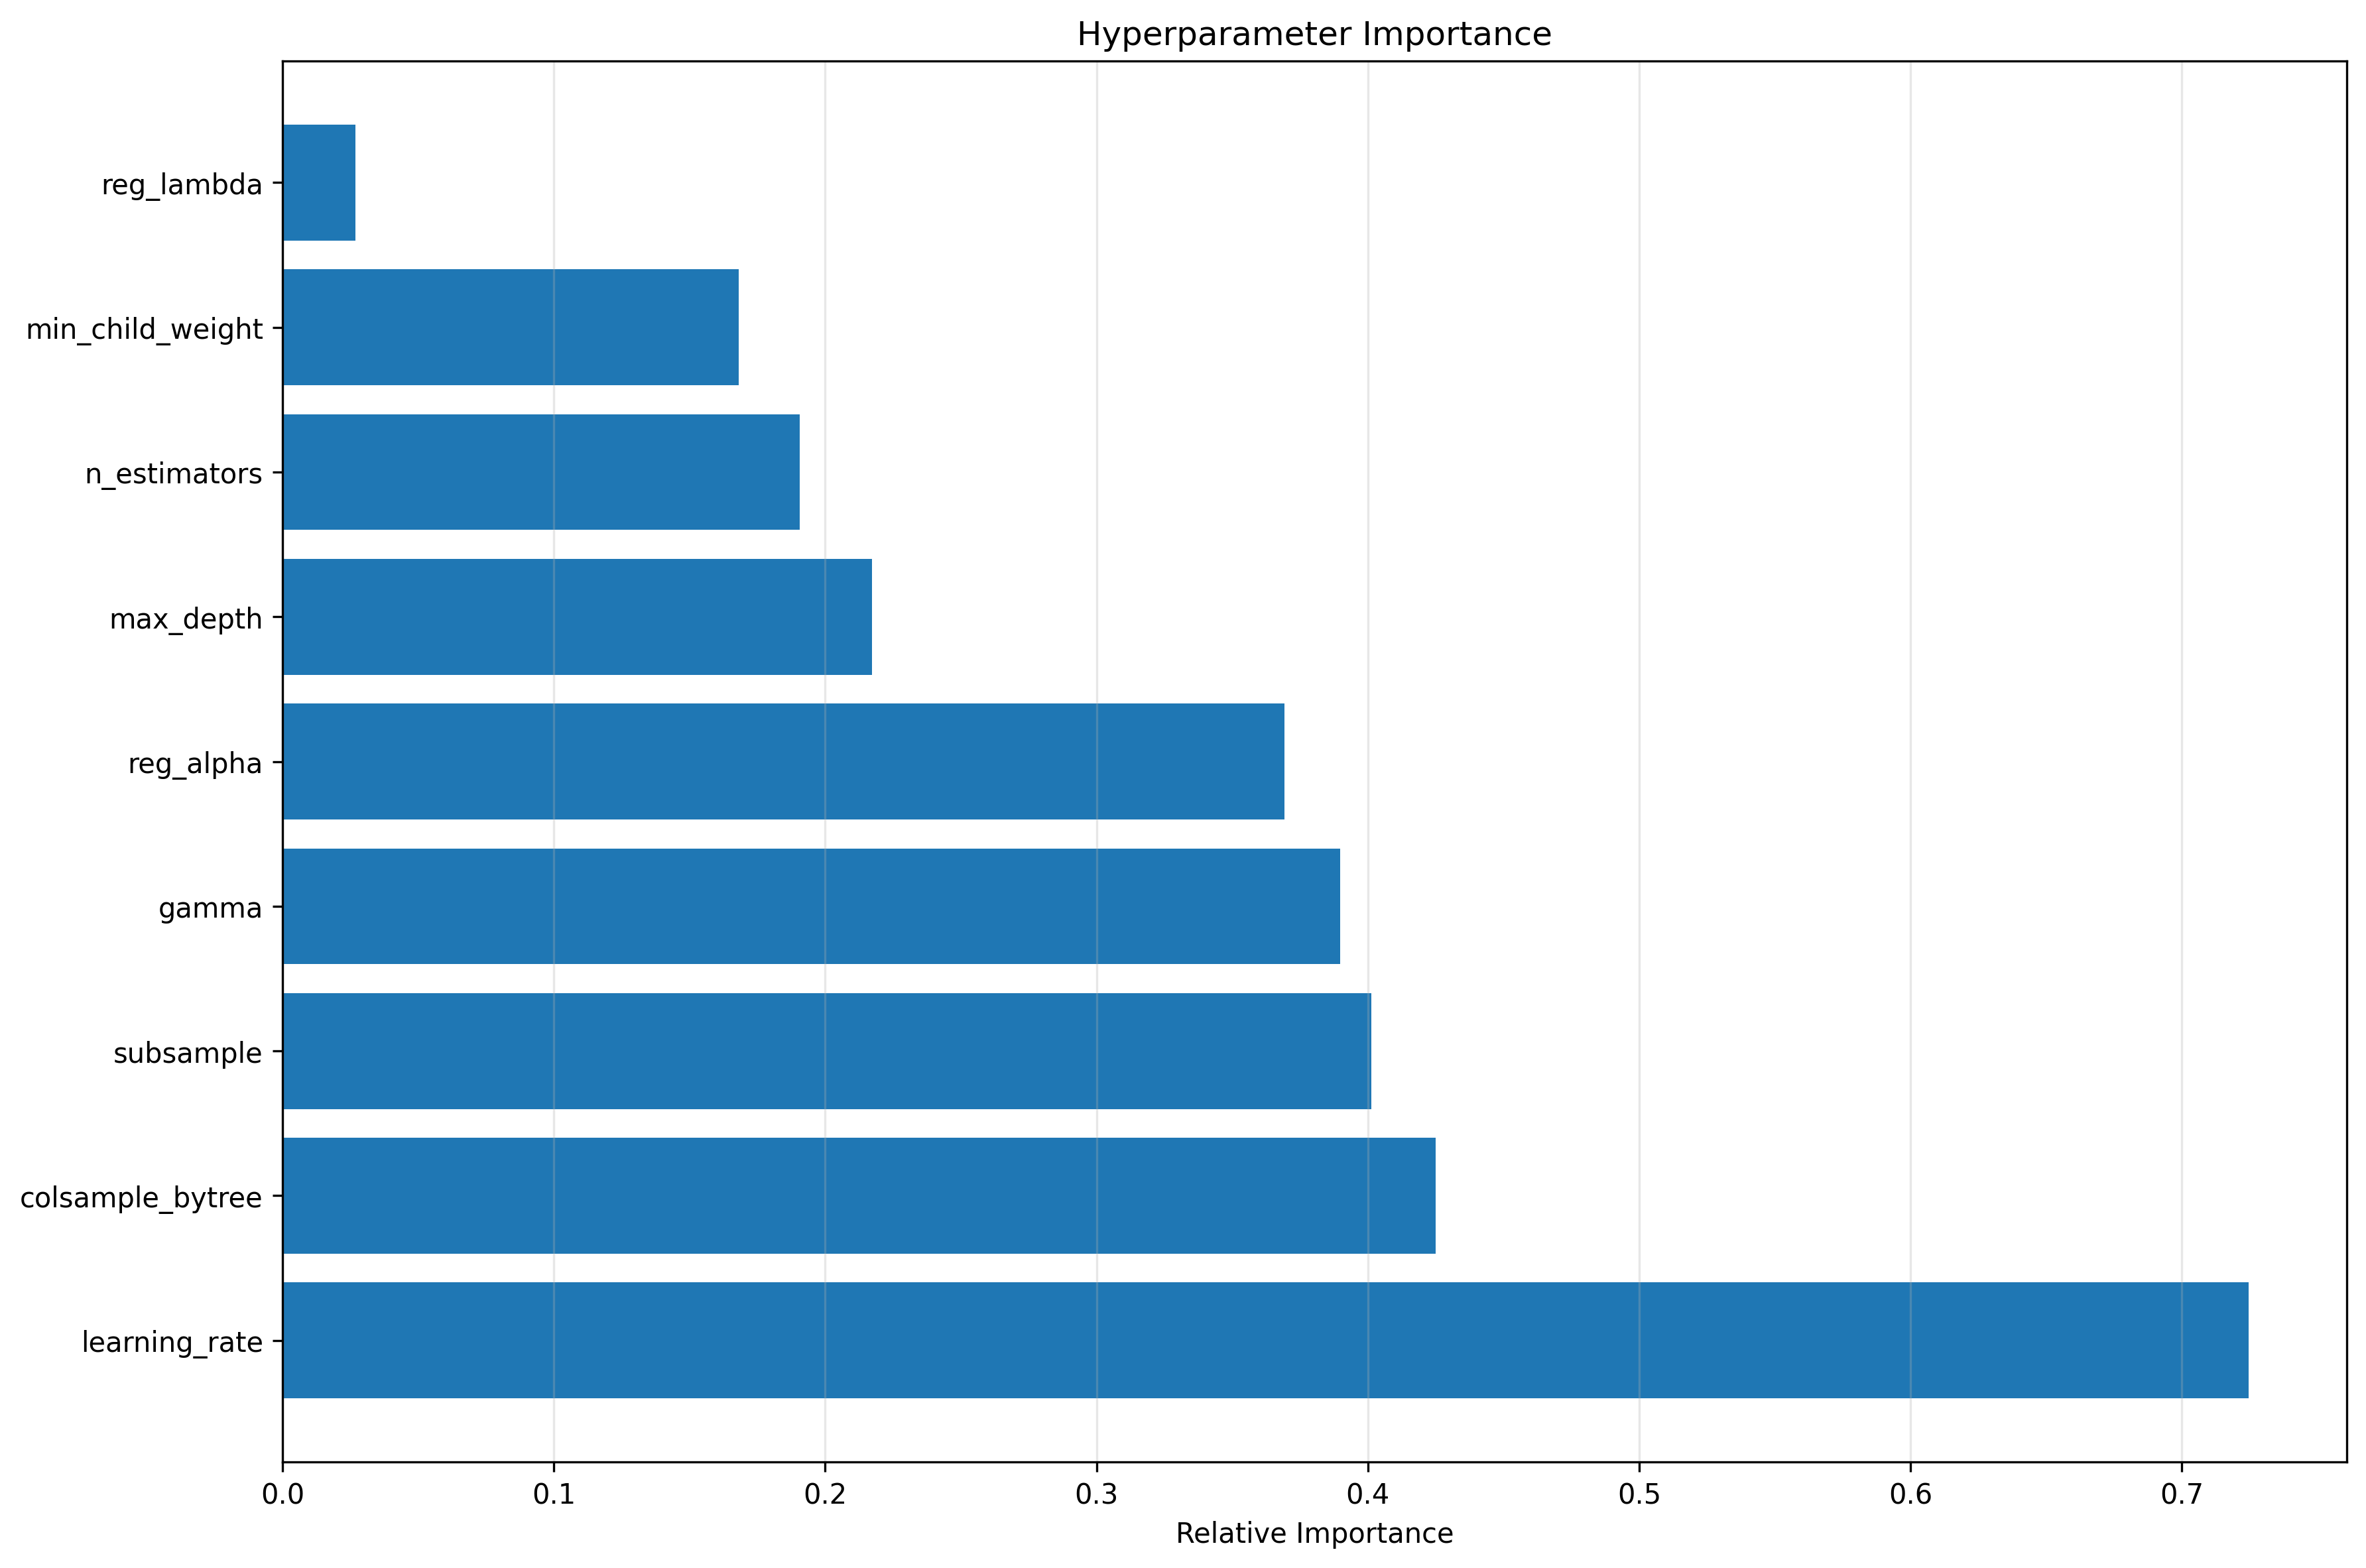 Hyperparameter Importance
reg_lambda
min_child_weight
n_estimators
max_depth
reg_alpha
gamma
subsample
colsample_bytree
learning_rate
0.0 0.1 0.2 0.3 0.4 0.5 0.6 0.7
Relative Importance